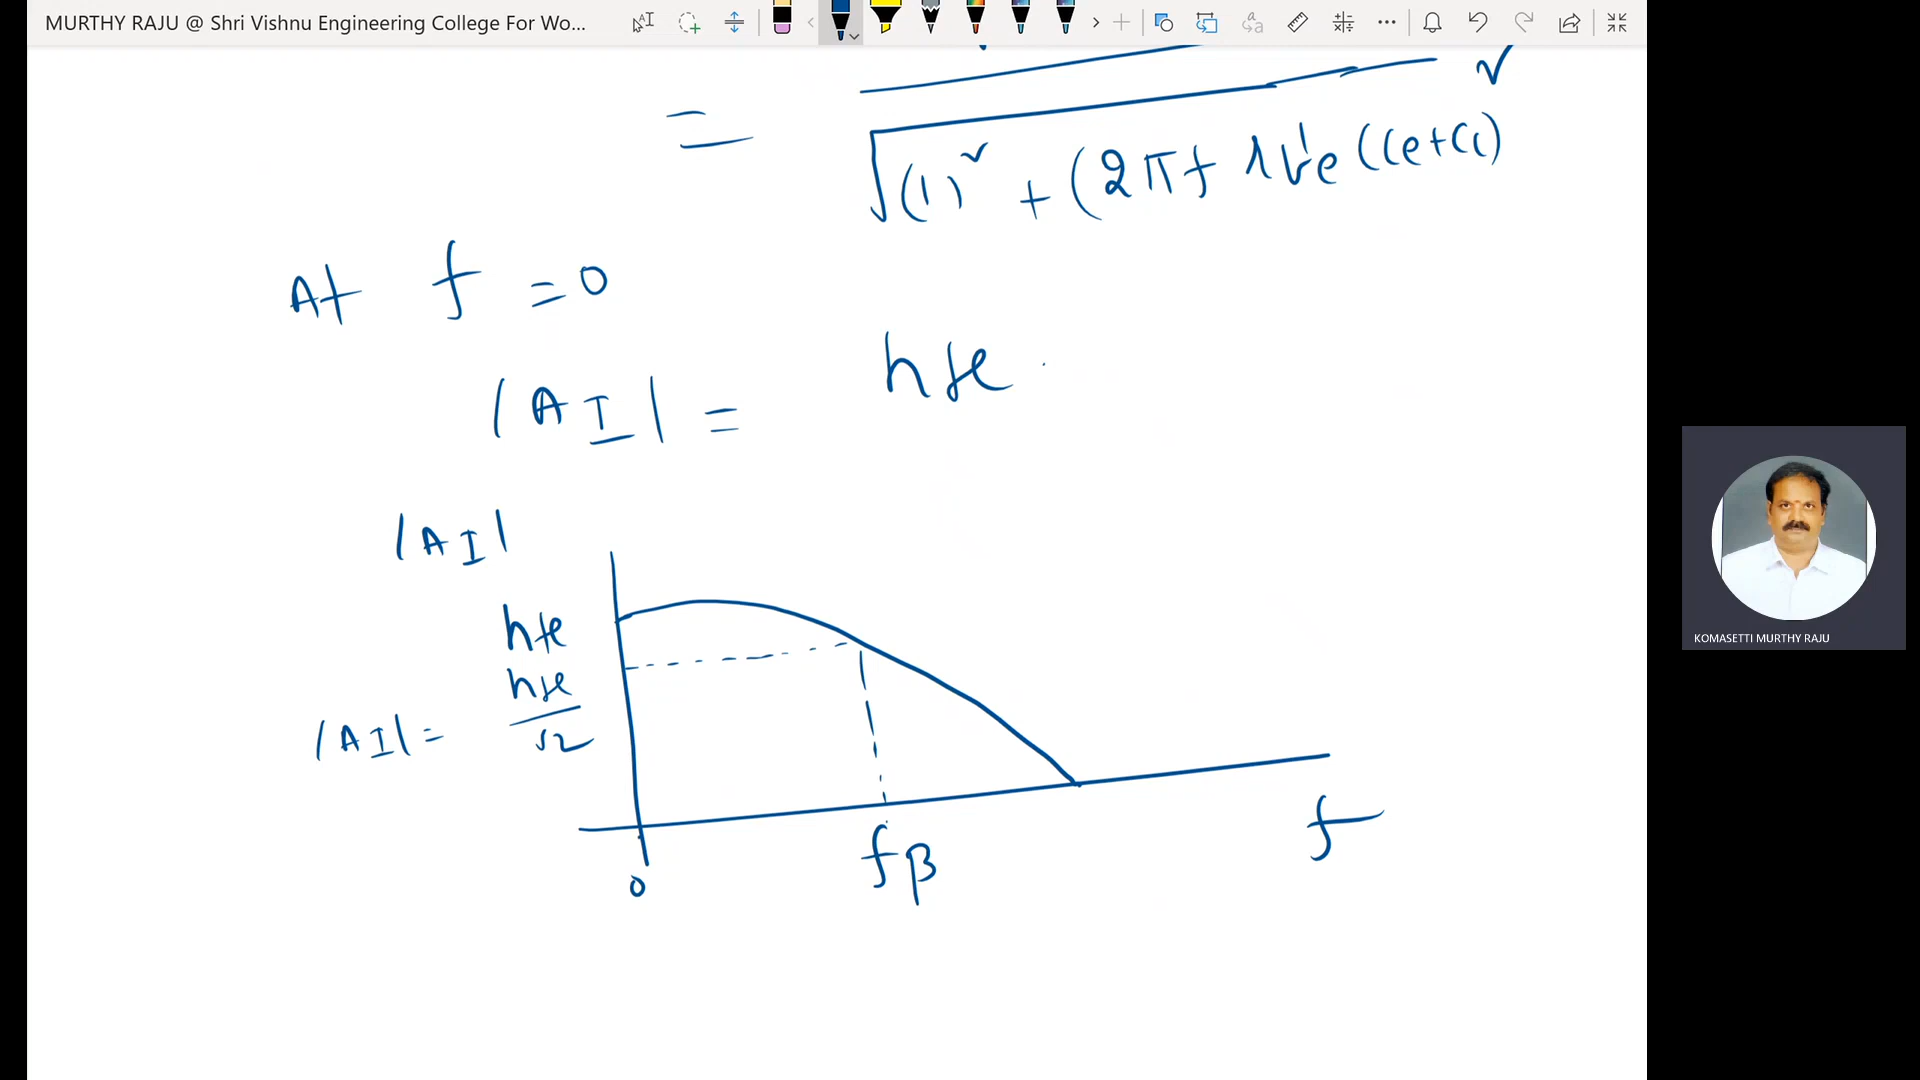 MURTHY RAJU @ Shri Vishnu Engineering College For Wo...
= √(1)² + (2πf rb'e (Ce+Cc)
At f = 0
|AI| = hfe
|AI|
hfe
|AI| = hfe/√2
0 fβ f
KOMASETTI MURTHY RAJU